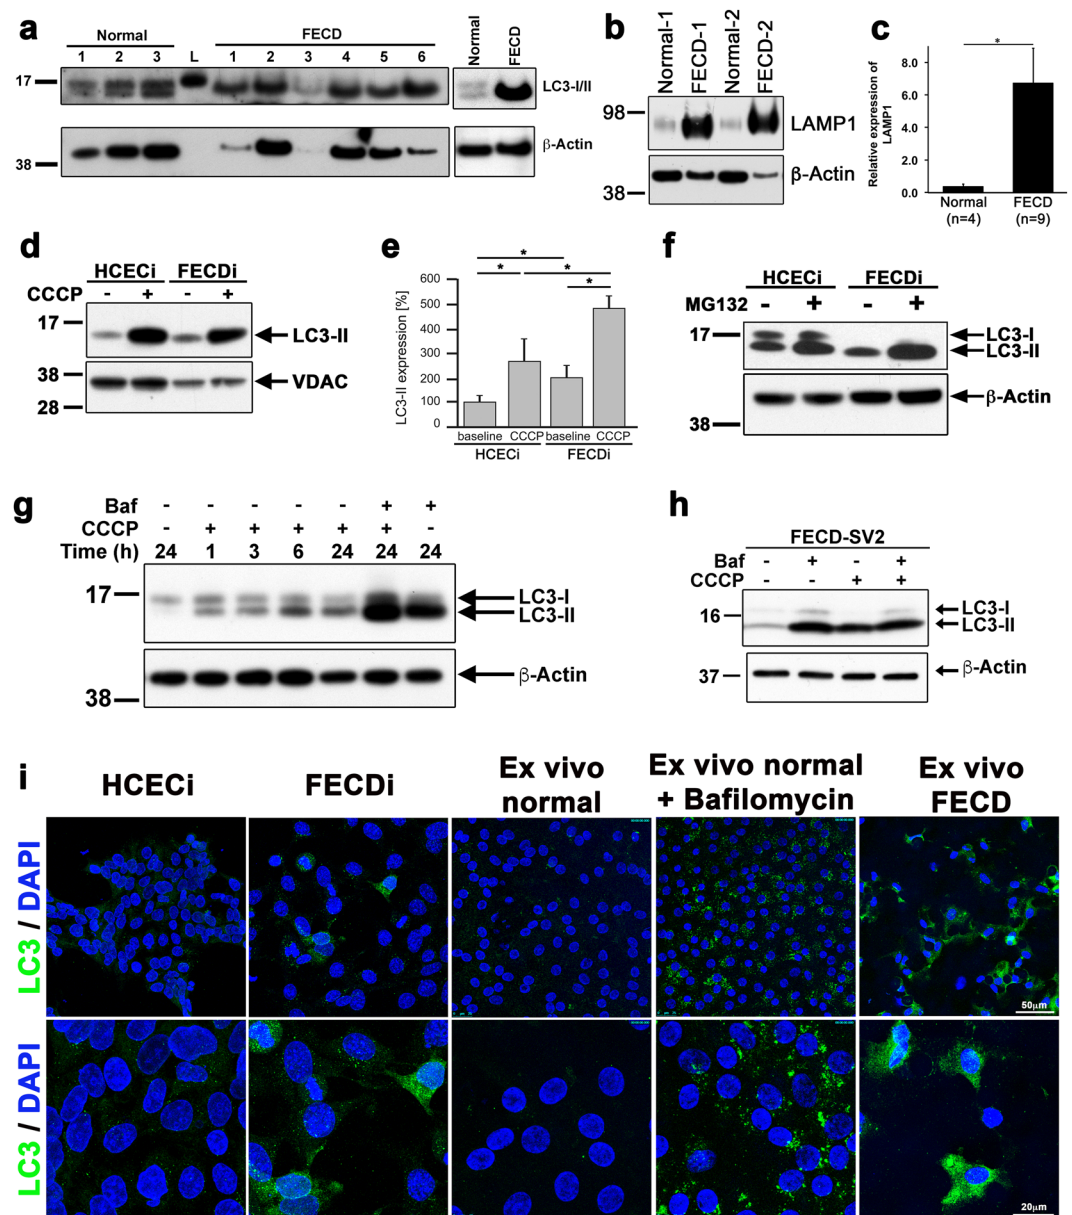 a
Normal
FECD
1 2 3 L 1 2 3 4 5 6
Normal
FECD
17
LC3-I/II
β-Actin
38
b
Normal-1
FECD-1
Normal-2
FECD-2
98
LAMP1
β-Actin
38
c
*
Relative expression of
LAMP1
8.0
6.0
4.0
2.0
0.0
Normal
(n=4)
FECD
(n=9)
d
HCECi FECDi
CCCP - + - +
17
LC3-II
38
VDAC
28
e
*
* *
*
LC3-II expression [%]
600
500
400
300
200
100
0
baseline CCCP baseline CCCP
HCECi FECDi
f
HCECi FECDi
MG132 - + - +
17
LC3-I
LC3-II
β-Actin
38
g
Baf - - - - - + +
CCCP - + + + + + -
Time (h) 24 1 3 6 24 24 24
17
LC3-I
LC3-II
β-Actin
38
h
FECD-SV2
Baf - + - +
CCCP - - + +
16
LC3-I
LC3-II
37
β-Actin
i
HCECi
FECDi
Ex vivo
normal
Ex vivo normal
+ Bafilomycin
Ex vivo
FECD
LC3 / DAPI
50μm
LC3 / DAPI
20μm